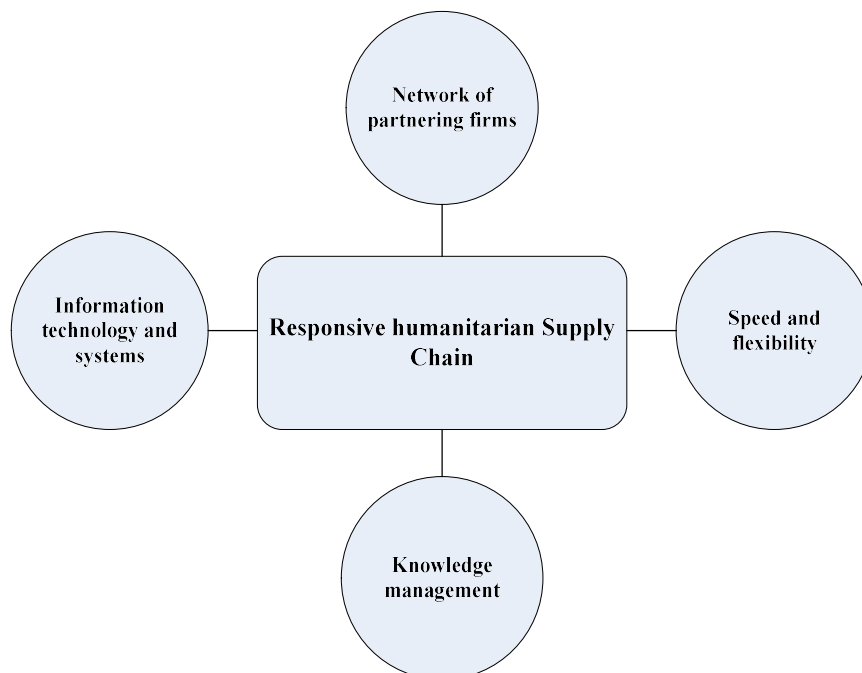 Network of
partnering firms
Information
technology and
systems
Responsive humanitarian Supply
Chain
Speed and
flexibility
Knowledge
management